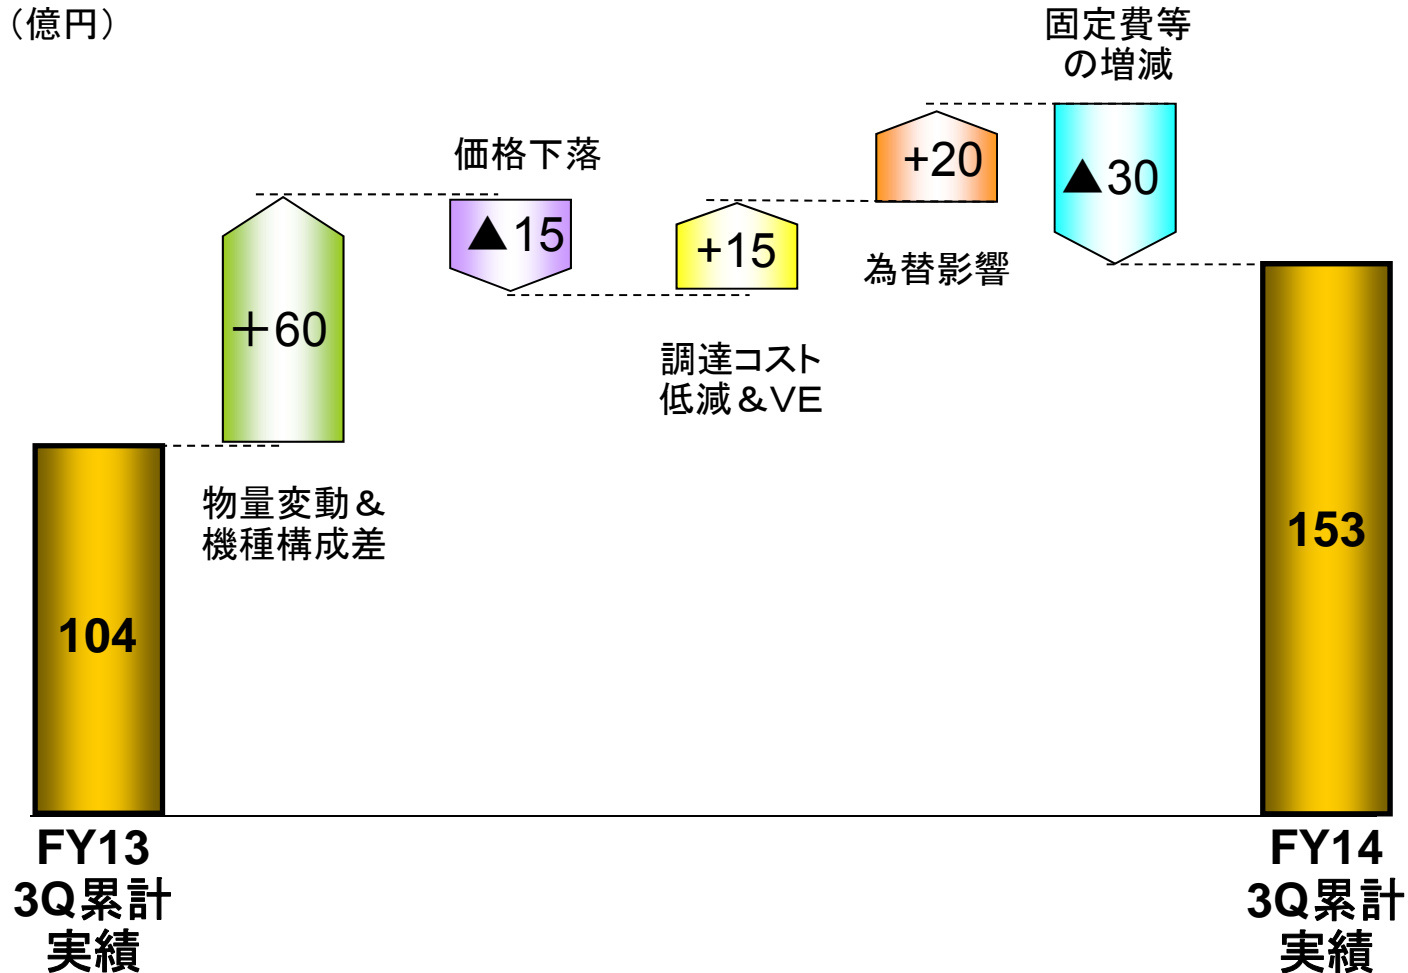 （億円）
固定費等
の増減
価格下落
+20
▲30
▲15
+15
為替影響
＋60
調達コスト
低減＆ＶＥ
物量変動＆
機種構成差
104
153
FY13
3Q累計
実績
FY14
3Q累計
実績